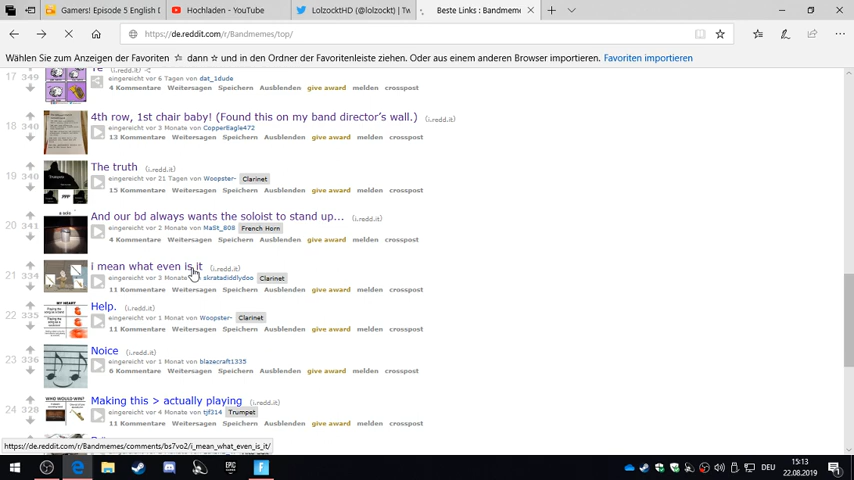 Gamers! Episode 5 English D
Hochladen - YouTube
LolzocktHD (@lolzockt) | Tw
Beste Links : Bandmeme
https://de.reddit.com/r/Bandmemes/top/
Wählen Sie zum Anzeigen der Favoriten ☆ dann ☆ und in den Ordner der Favoritenleiste ziehen. Oder aus einem anderen Browser importieren. Favoriten importieren
17 349 (i.redd.it)
eingereicht vor 6 Tagen von dat_1dude
4 Kommentare Weitersagen Speichern Ausblenden give award melden crosspost
18 340 4th row, 1st chair baby! (Found this on my band director's wall.) (i.redd.it)
eingereicht vor 3 Monate von CopperEagle472
13 Kommentare Weitersagen Speichern Ausblenden give award melden crosspost
19 340 The truth (i.redd.it)
eingereicht vor 21 Tagen von Woopster- Clarinet
15 Kommentare Weitersagen Speichern Ausblenden give award melden crosspost
20 341 And our bd always wants the soloist to stand up... (i.redd.it)
eingereicht vor 2 Monate von MaSt_808 French Horn
4 Kommentare Weitersagen Speichern Ausblenden give award melden crosspost
21 334 i mean what even is it (i.redd.it)
eingereicht vor 3 Monate von skratadiddlydoo Clarinet
11 Kommentare Weitersagen Speichern Ausblenden give award melden crosspost
22 335 MY HEART Help. (i.redd.it)
eingereicht vor 1 Monat von Woopster- Clarinet
11 Kommentare Weitersagen Speichern Ausblenden give award melden crosspost
23 336 Noice (i.redd.it)
eingereicht vor 1 Monat von blazecraft1335
6 Kommentare Weitersagen Speichern Ausblenden give award melden crosspost
24 328 WHO WOULD WIN? Making this > actually playing (i.redd.it)
eingereicht vor 4 Monate von tjf314 Trumpet
11 Kommentare Weitersagen Speichern Ausblenden give award melden crosspost
https://de.reddit.com/r/Bandmemes/comments/bs7vo2/i_mean_what_even_is_it/
EPIC
DEU
15:13
22.08.2019